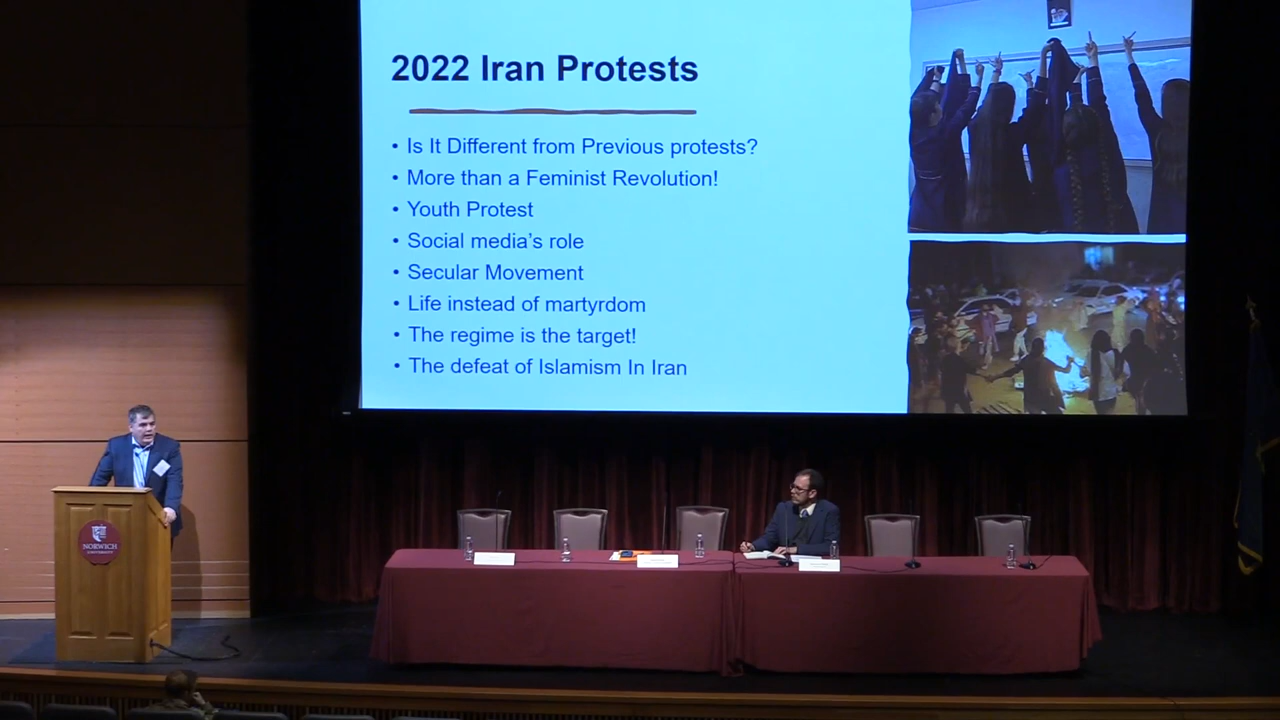 2022 Iran Protests
• Is It Different from Previous protests?
• More than a Feminist Revolution!
• Youth Protest
• Social media's role
• Secular Movement
• Life instead of martyrdom
• The regime is the target!
• The defeat of Islamism In Iran
NORWICH
UNIVERSITY